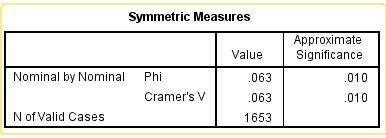 Symmetric Measures
Value Approximate Significance
Nominal by Nominal Phi .063 .010
Cramer's V .063 .010
N of Valid Cases 1653